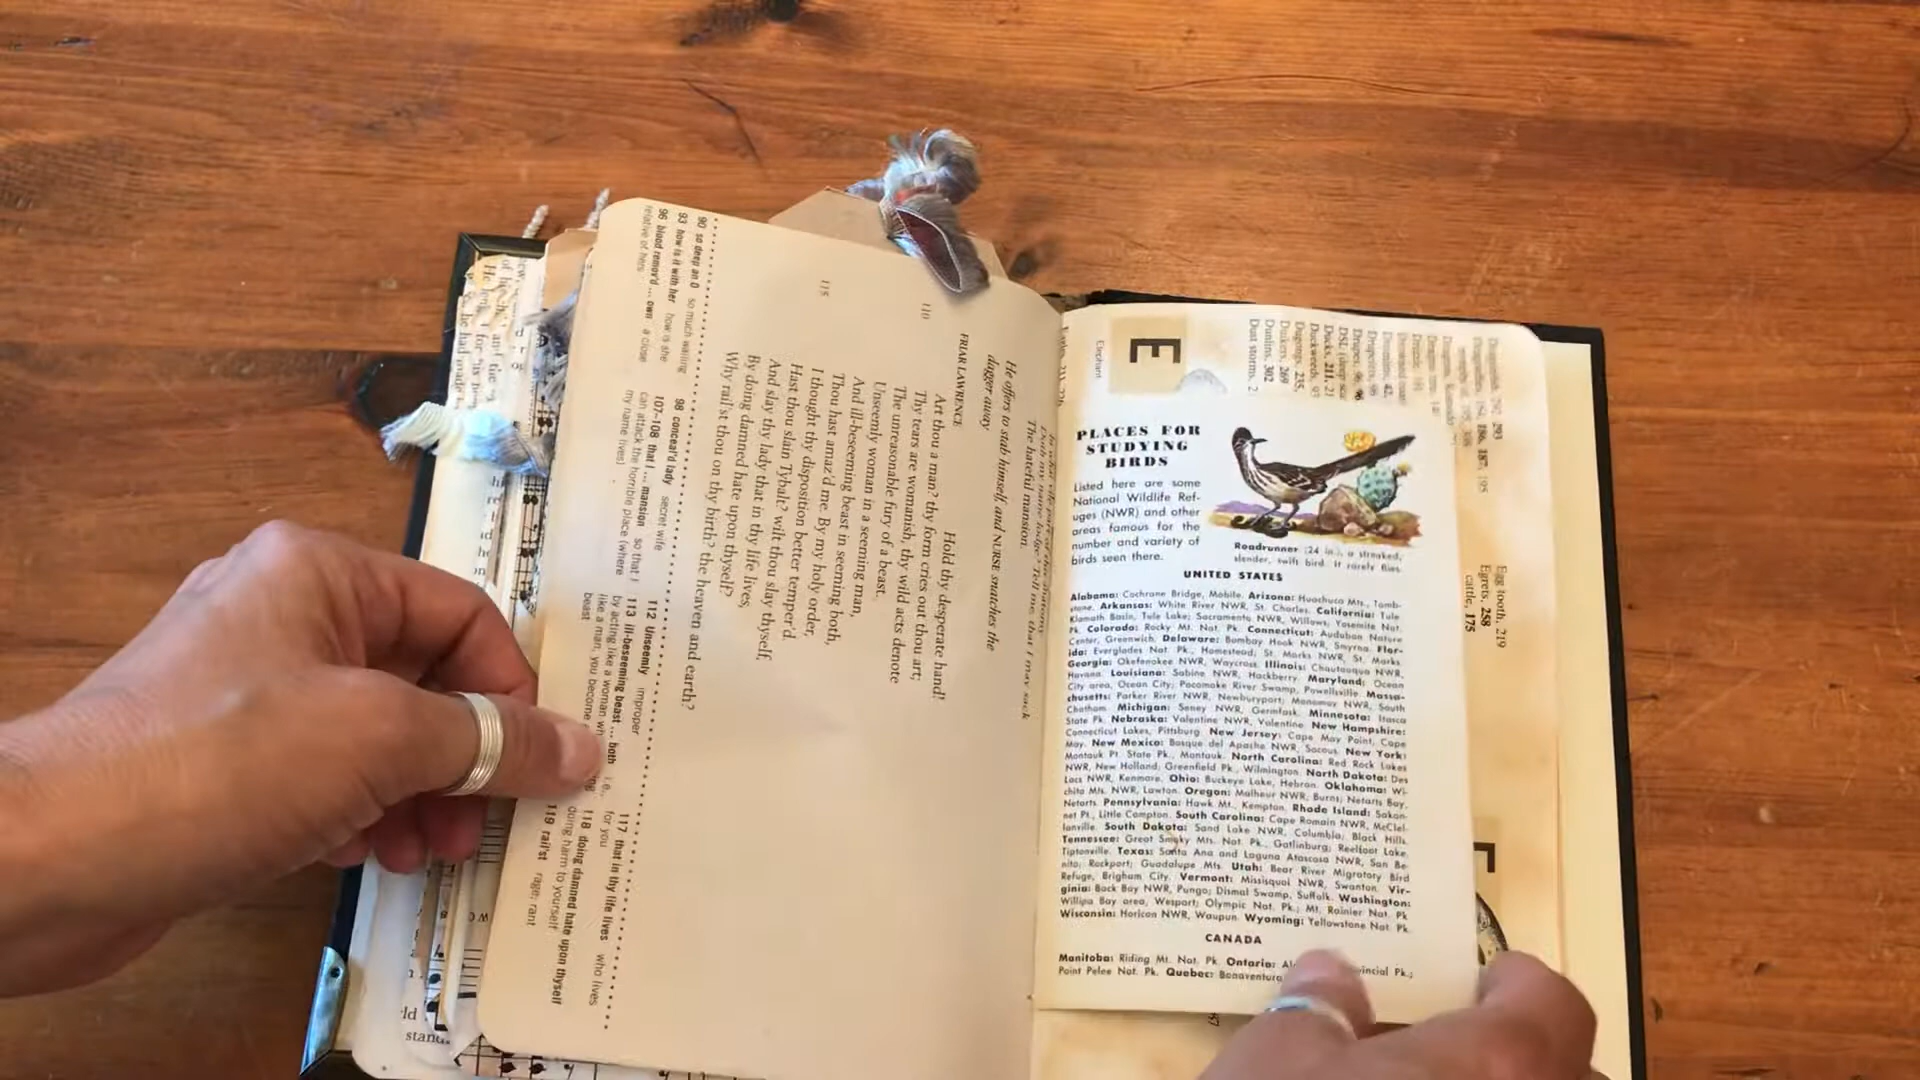 He offers to stab himself, and NURSE snatches the
dagger away.
The hateful mansion.
FRIAR LAWRENCE
Hold thy desperate hand!
Art thou a man? thy form cries out thou art;
110
Thy tears are womanish, thy wild acts denote
The unreasonable fury of a beast.
Unseemly woman in a seeming man,
And ill-beseeming beast in seeming both,
Thou hast amaz'd me. By my holy order,
I thought thy disposition better temper'd.
115
Hast thou slain Tybalt? wilt thou slay thyself,
And slay thy lady that in thy life lives,
By doing damned hate upon thyself?
Why rail'st thou on thy birth? the heaven and earth?
90 so deep an O so much wailing
93 how is it with her how is she
96 blood remov'd ... own a close
relative of hers
98 conceal'd lady secret wife
107-108 that I ... mansion so that I
can attack the horrible place (where
my name lives)
112 Unseemly improper
113 ill-beseeming beast ... both i.e.,
by acting like a woman
like a man, you become
beast
117 that in thy life lives who lives
for you
118 doing damned hate upon thyself
doing harm to yourself
119 rail'st rage, rant
E
Elephant
Ducks, 211, 21
Duckweeds, 93
Dugongs, 235,
Dunkers, 269
Dunlins, 302
Dust storms, 2
Egg tooth, 219
Egrets, 258
cattle, 175
PLACES FOR
STUDYING
BIRDS
Listed here are some
National Wildlife Ref-
uges (NWR) and other
areas famous for the
number and variety of
birds seen there.
Roadrunner (24 in.), a streaked,
slender, swift bird. It rarely flies.
UNITED STATES
Alabama: Cochrane Bridge, Mobile. Arizona: Huachuca Mts., Tomb-
stone. Arkansas: White River NWR, St. Charles. California: Tule-
Klamath Basin, Tule Lake; Sacramento NWR, Willows; Yosemite Nat.
Pk. Colorado: Rocky Mt. Nat. Pk. Connecticut: Audubon Nature
Center, Greenwich. Delaware: Bombay Hook NWR, Smyrna. Flor-
ida: Everglades Nat. Pk., Homestead; St. Marks NWR, St. Marks.
Georgia: Okefenokee NWR, Waycross. Illinois: Chautauqua NWR,
Havana. Louisiana: Sabine NWR, Hackberry. Maryland: Ocean
City area, Ocean City; Pocomoke River Swamp, Powellsville. Massa-
chusetts: Parker River NWR, Newburyport; Monomoy NWR, South
Chatham. Michigan: Seney NWR, Germfask. Minnesota: Itasca
State Pk. Nebraska: Valentine NWR, Valentine. New Hampshire:
Connecticut Lakes, Pittsburg. New Jersey: Cape May Point, Cape
May. New Mexico: Bosque del Apache NWR, Socous. New York:
Montauk Pt. State Pk., Montauk. North Carolina: Red Rock Lakes
NWR, New Holland; Greenfield Pk., Wilmington. North Dakota: Des
Lacs NWR, Kenmare. Ohio: Buckeye Lake, Hebron. Oklahoma: Wi-
chita Mts. NWR, Lawton. Oregon: Malheur NWR, Burns; Netarts Bay,
Netarts. Pennsylvania: Hawk Mt., Kempton. Rhode Island: Sakon-
net Pt., Little Compton. South Carolina: Cape Romain NWR, McClel-
lanville. South Dakota: Sand Lake NWR, Columbia; Black Hills.
Tennessee: Great Smoky Mts. Nat. Pk., Gatlinburg; Reelfoot Lake,
Tiptonville. Texas: Santa Ana and Laguna Atascosa NWR, San Be-
nito; Rockport; Guadalupe Mts. Utah: Bear River Migratory Bird
Refuge, Brigham City. Vermont: Missisquoi NWR, Swanton. Vir-
ginia: Back Bay NWR, Pungo; Dismal Swamp, Suffolk. Washington:
Willipa Bay area, Wesport; Olympic Nat. Pk.; Mt. Rainier Nat. Pk.
Wisconsin: Horicon NWR, Waupun. Wyoming: Yellowstone Nat. Pk.
CANADA
Manitoba: Riding Mt. Nat. Pk. Ontario: vincial Pk.;
Point Pelee Nat. Pk. Quebec: Bonaventura